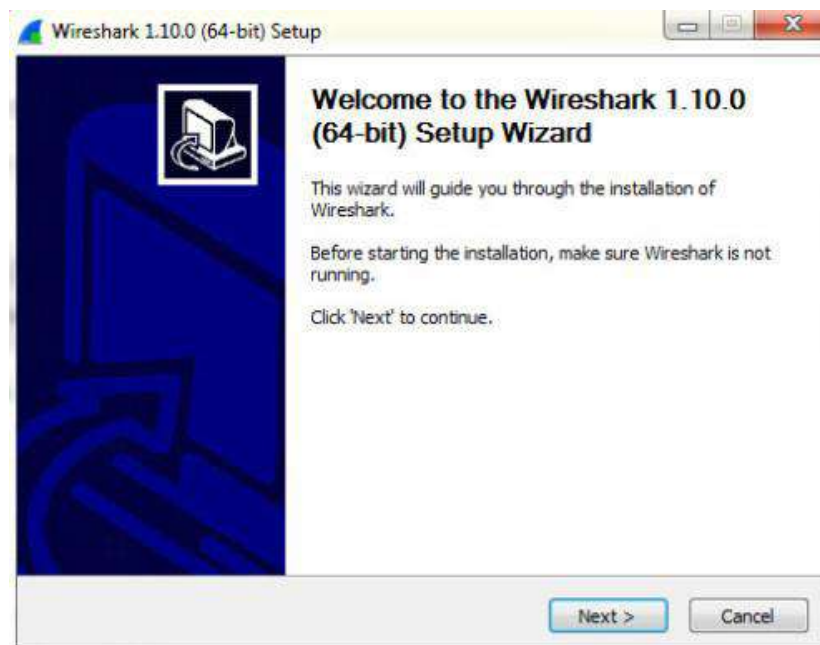 Wireshark 1.10.0 (64-bit) Setup
Welcome to the Wireshark 1.10.0
(64-bit) Setup Wizard
This wizard will guide you through the installation of
Wireshark.
Before starting the installation, make sure Wireshark is not
running.
Click 'Next' to continue.
Next >
Cancel